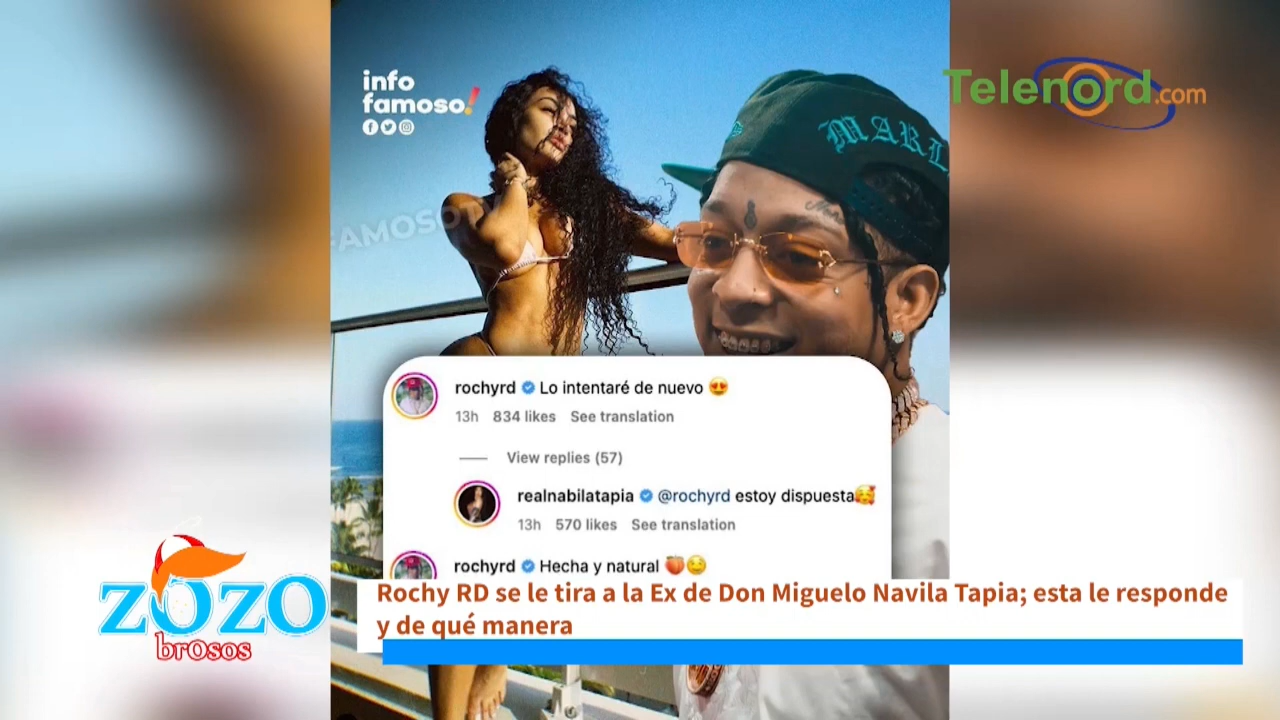 info
famoso!
Telenord.com
FAMOSOTV
MARL
rochyrd Lo intentaré de nuevo 😍
13h 834 likes See translation
View replies (57)
realnabilatapia @rochyrd estoy dispuesta🥰
13h 570 likes See translation
rochyrd Hecha y natural 🍑😏
Rochy RD se le tira a la Ex de Don Miguelo Navila Tapia; esta le responde
y de qué manera
ZOZO
brOsos